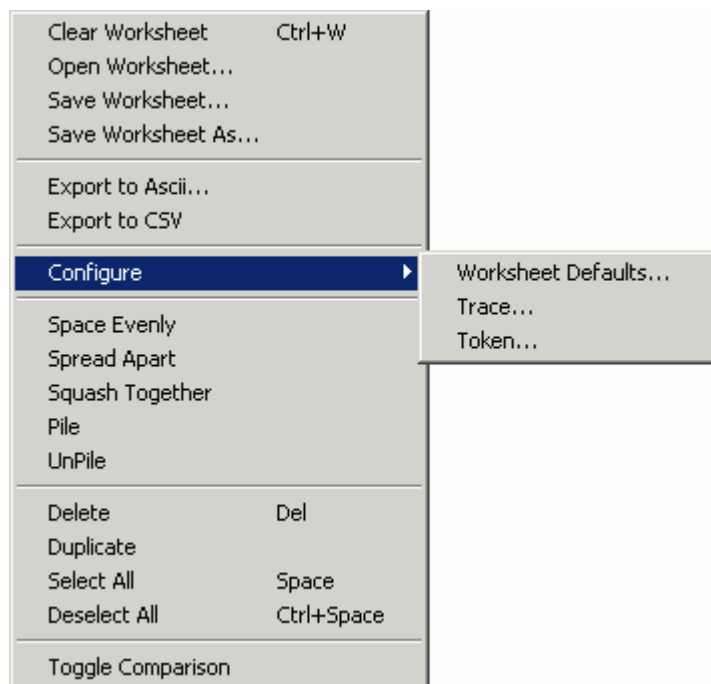 Clear Worksheet Ctrl+W
Open Worksheet...
Save Worksheet...
Save Worksheet As...
Export to Ascii...
Export to CSV
Configure
Worksheet Defaults...
Trace...
Token...
Space Evenly
Spread Apart
Squash Together
Pile
UnPile
Delete Del
Duplicate
Select All Space
Deselect All Ctrl+Space
Toggle Comparison